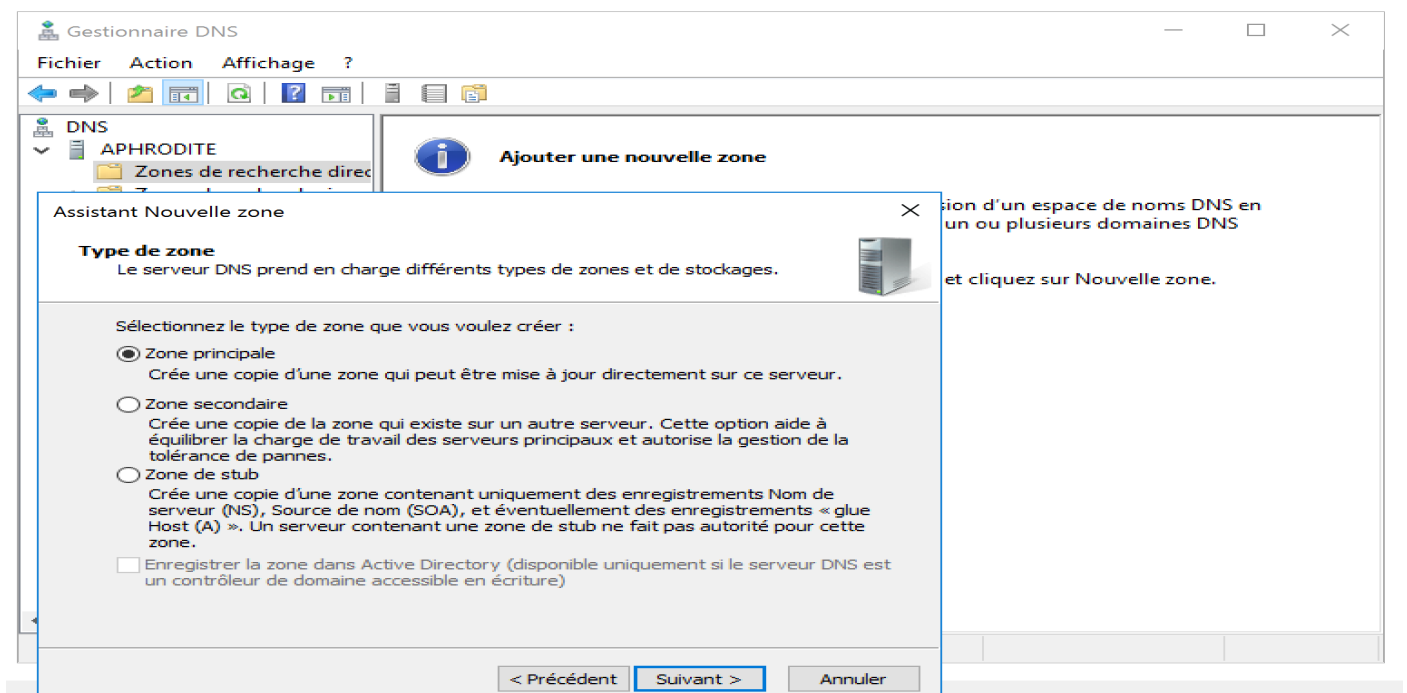 Gestionnaire DNS
Fichier Action Affichage ?
DNS
APHRODITE
Zones de recherche direc
Ajouter une nouvelle zone
sion d'un espace de noms DNS en
un ou plusieurs domaines DNS
et cliquez sur Nouvelle zone.
Assistant Nouvelle zone
Type de zone
Le serveur DNS prend en charge différents types de zones et de stockages.
Sélectionnez le type de zone que vous voulez créer :
Zone principale
Crée une copie d'une zone qui peut être mise à jour directement sur ce serveur.
Zone secondaire
Crée une copie de la zone qui existe sur un autre serveur. Cette option aide à
équilibrer la charge de travail des serveurs principaux et autorise la gestion de la
tolérance de pannes.
Zone de stub
Crée une copie d'une zone contenant uniquement des enregistrements Nom de
serveur (NS), Source de nom (SOA), et éventuellement des enregistrements « glue
Host (A) ». Un serveur contenant une zone de stub ne fait pas autorité pour cette
zone.
Enregistrer la zone dans Active Directory (disponible uniquement si le serveur DNS est
un contrôleur de domaine accessible en écriture)
< Précédent Suivant > Annuler